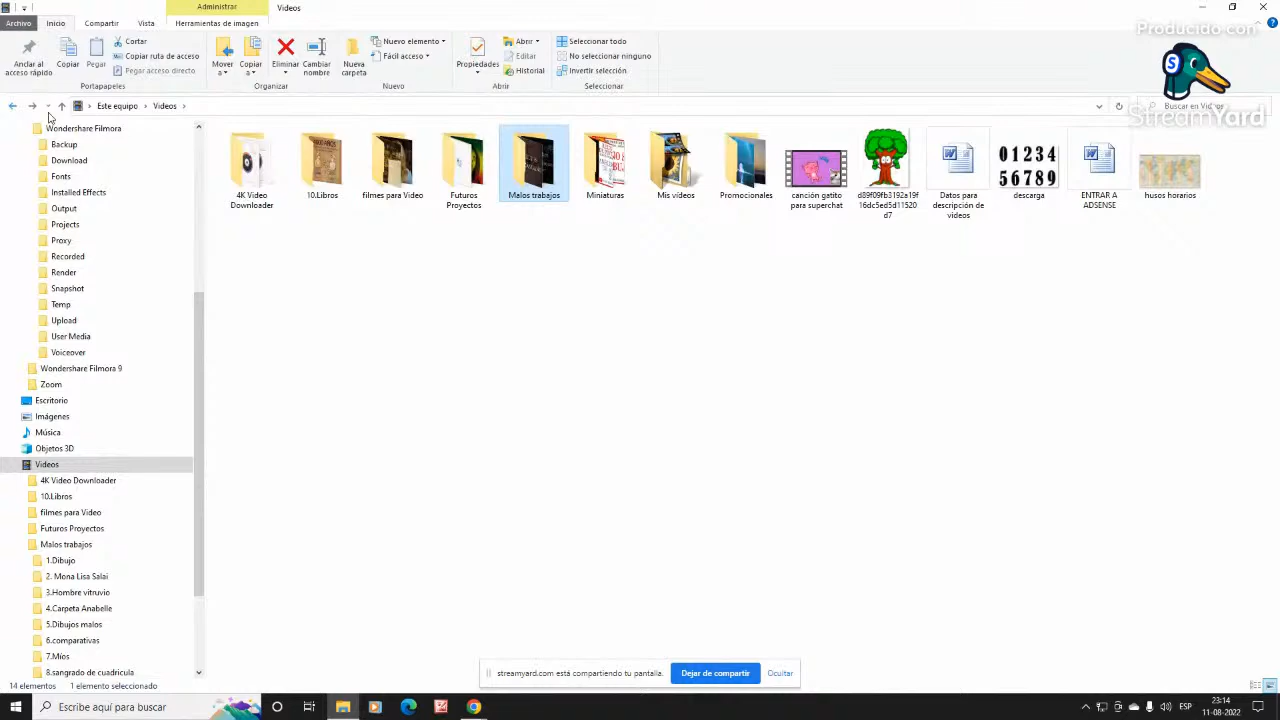 Administrar
Videos
Archivo
Inicio
Compartir
Vista
Herramientas de imagen
Anclar al
acceso rápido
Copiar
Pegar
Cortar
Copiar ruta de acceso
Pegar acceso directo
Portapapeles
Mover
a
Copiar
a
Eliminar
Cambiar
nombre
Organizar
Nueva
carpeta
Nuevo elemento
Fácil acceso
Nuevo
Propiedades
Abrir
Editar
Historial
Abrir
Seleccionar todo
No seleccionar ninguno
Invertir selección
Seleccionar
Producido con
S
StreamYard
Este equipo
Videos
Buscar en Videos
Wondershare Filmora
Backup
Download
Fonts
Installed Effects
Output
Projects
Proxy
Recorded
Render
Snapshot
Temp
Upload
User Media
Voiceover
Wondershare Filmora 9
Zoom
Escritorio
Imágenes
Música
Objetos 3D
Videos
4K Video Downloader
10.Libros
filmes para Video
Futuros Proyectos
Malos trabajos
1.Dibujo
2. Mona Lisa Salai
3.Hombre vitruvio
4.Carpeta Anabelle
5.Dibujos malos
6.comparativas
7.Míos
8.sangrado de cuadricula
4K Video
Downloader
10.Libros
filmes para Video
Futuros
Proyectos
Malos trabajos
Miniaturas
Mis vídeos
Promocionales
canción gatito
para superchat
d89f09fb3192a19f
16dc5ed5d11520
d7
Datos para
descripción de
vídeos
01234
56789
descarga
ENTRAR A
ADSENSE
husos horarios
streamyard.com está compartiendo tu pantalla.
Dejar de compartir
Ocultar
14 elementos
1 elemento seleccionado
Escribe aquí para buscar
ESP
23:14
11-08-2022